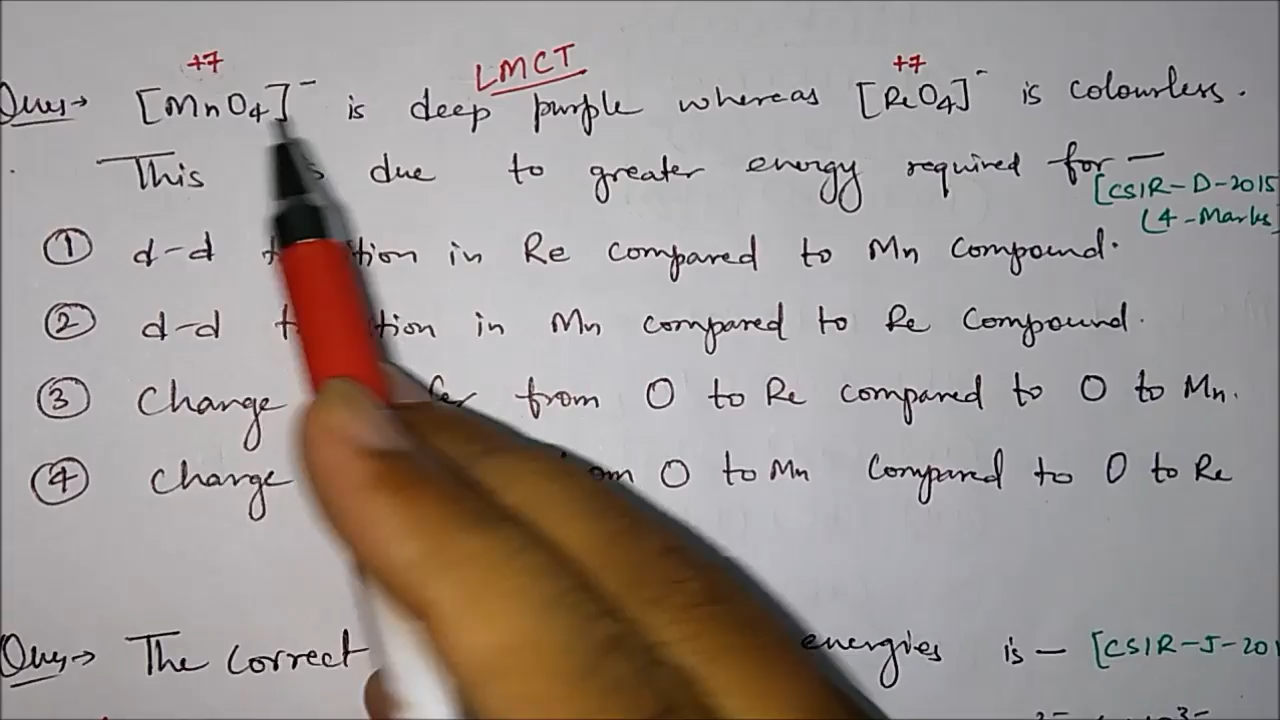 +7 LMCT +7
Ques→ [MnO4]⁻ is deep purple whereas [ReO4]⁻ is colourless.
This due to greater energy required for —
[CSIR-D-2015
(4-Marks)
① d-d in Re compared to Mn Compound.
② d-d in Mn compared to Re Compound.
③ Change from O to Re compared to O to Mn.
④ Change O to Mn Compared to O to Re
Ques→ The Correct energies is — [CSIR-J-201